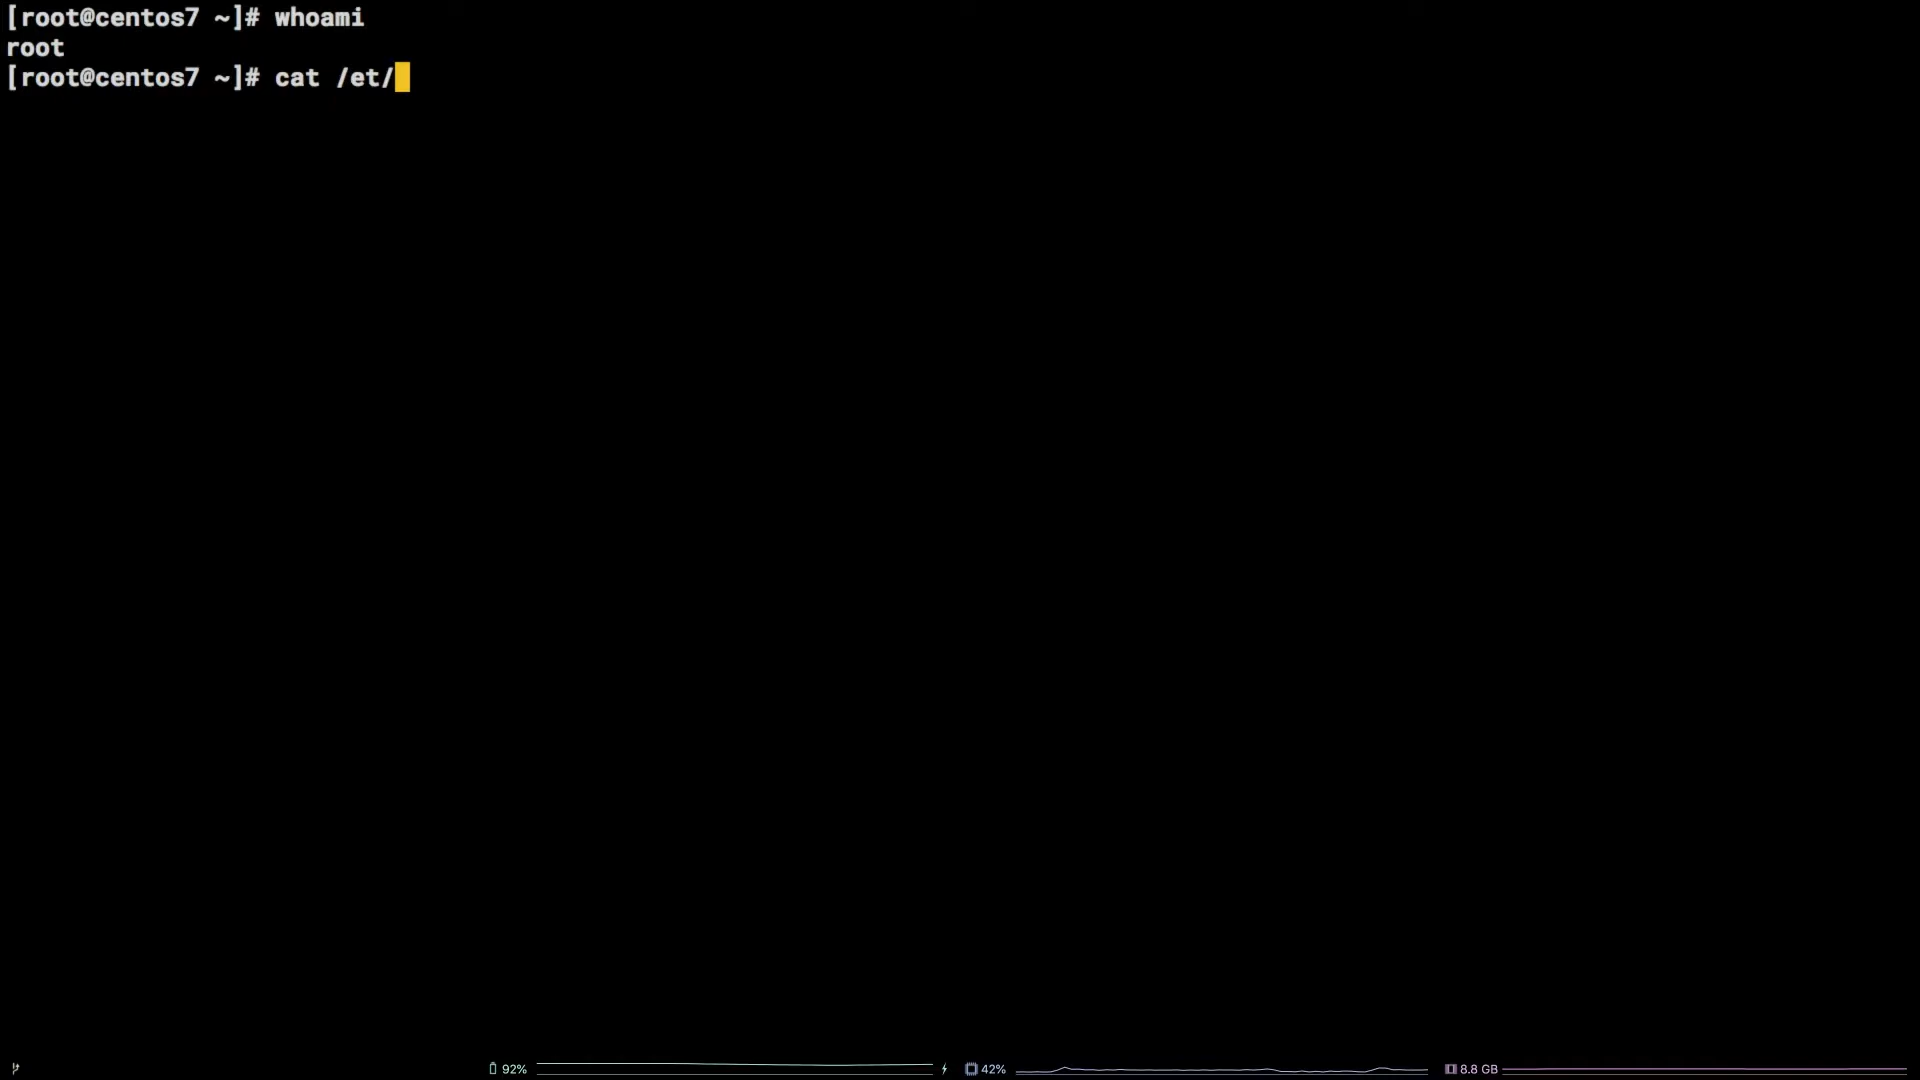 [root@centos7 ~]# whoami
root
[root@centos7 ~]# cat /et/
92% 42% 8.8 GB